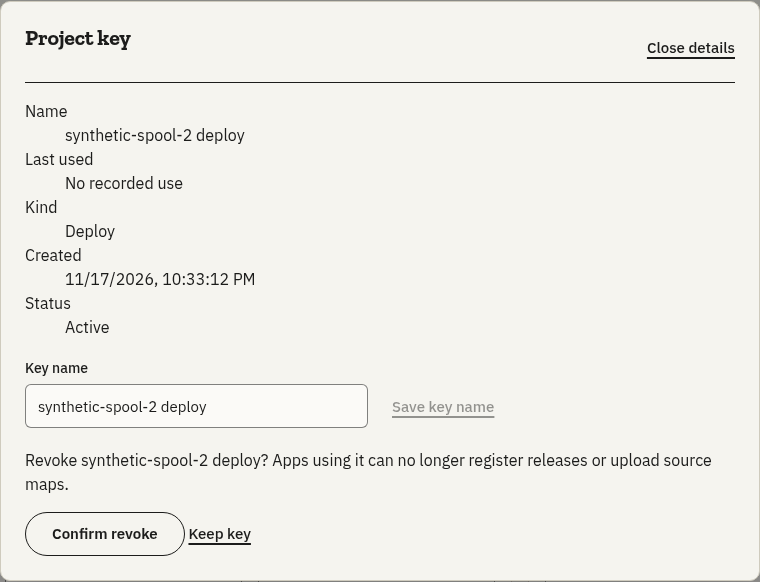 Project key
Close details
Name
synthetic-spool-2 deploy
Last used
No recorded use
Kind
Deploy
Created
11/17/2026, 10:33:12 PM
Status
Active
Key name
synthetic-spool-2 deploy
Save key name
Revoke synthetic-spool-2 deploy? Apps using it can no longer register releases or upload source
maps.
Confirm revoke Keep key